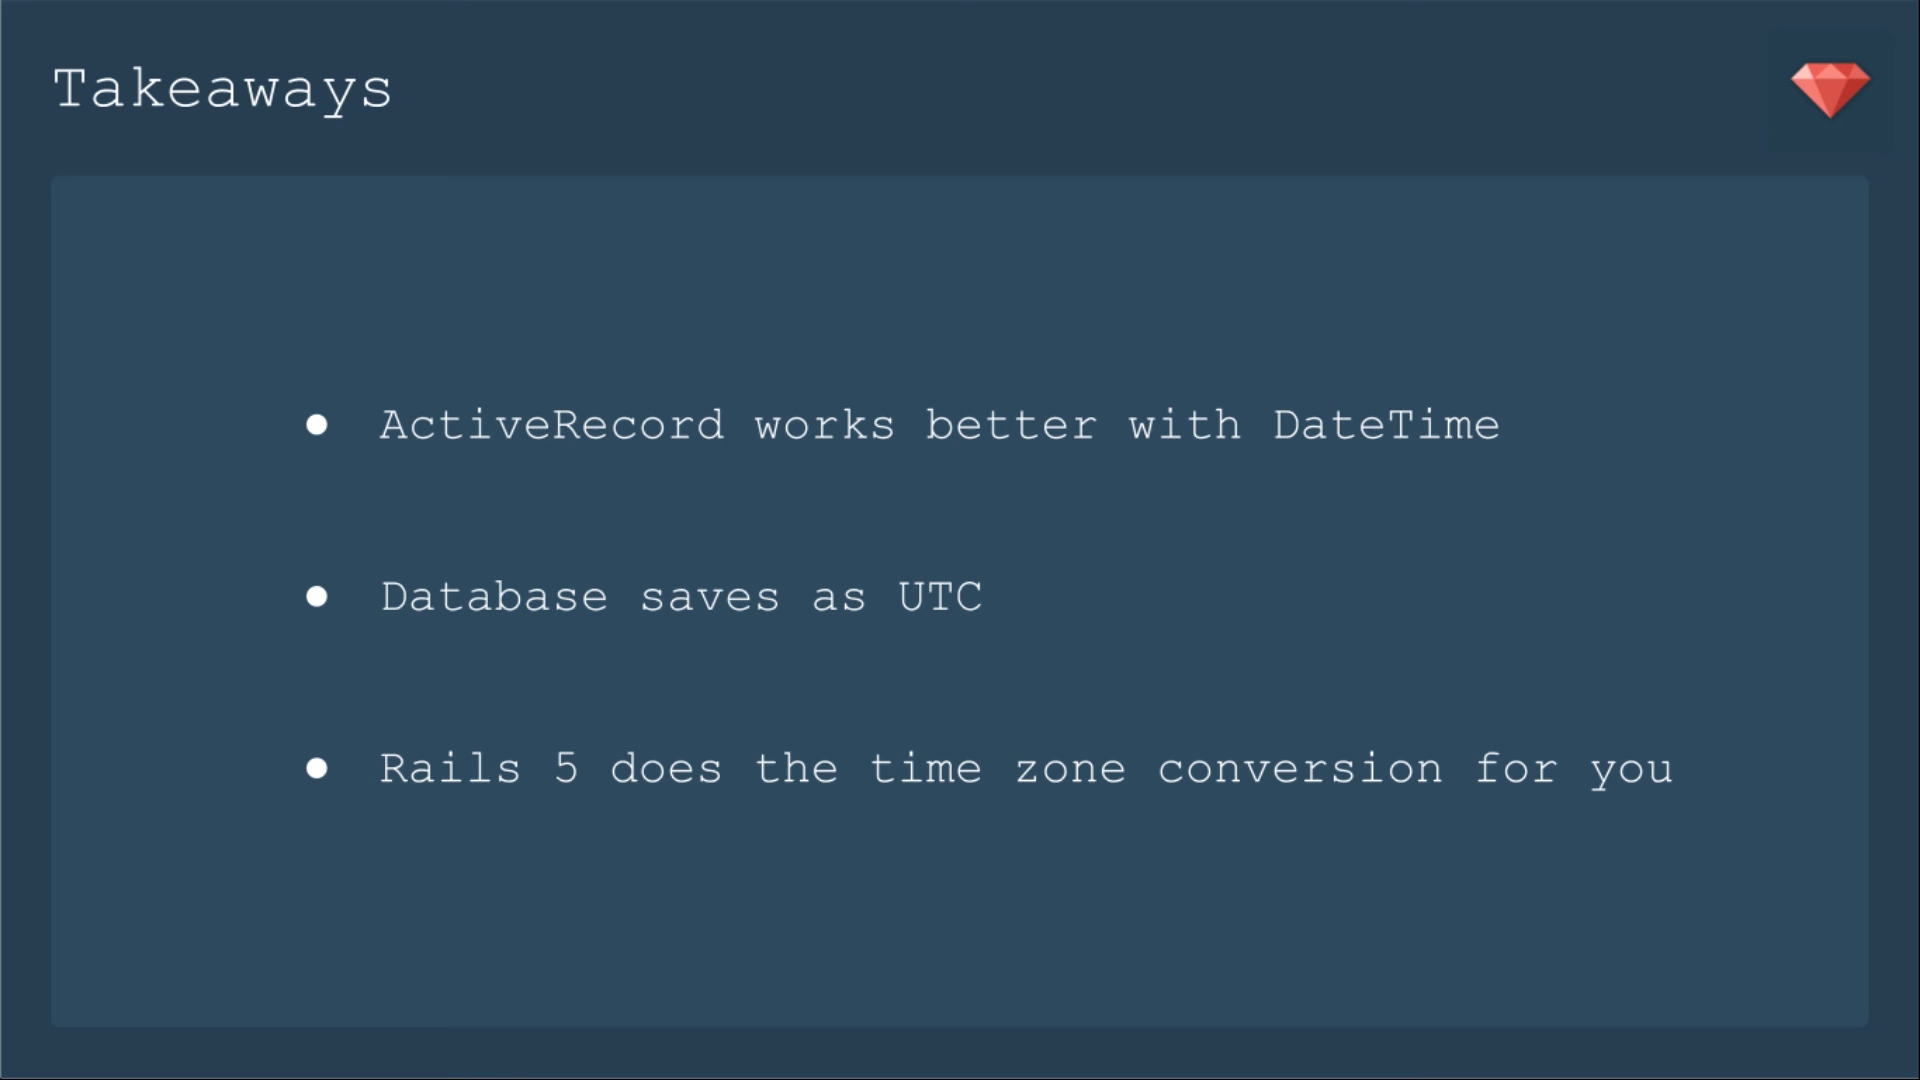 Takeaways
● ActiveRecord works better with DateTime
● Database saves as UTC
● Rails 5 does the time zone conversion for you